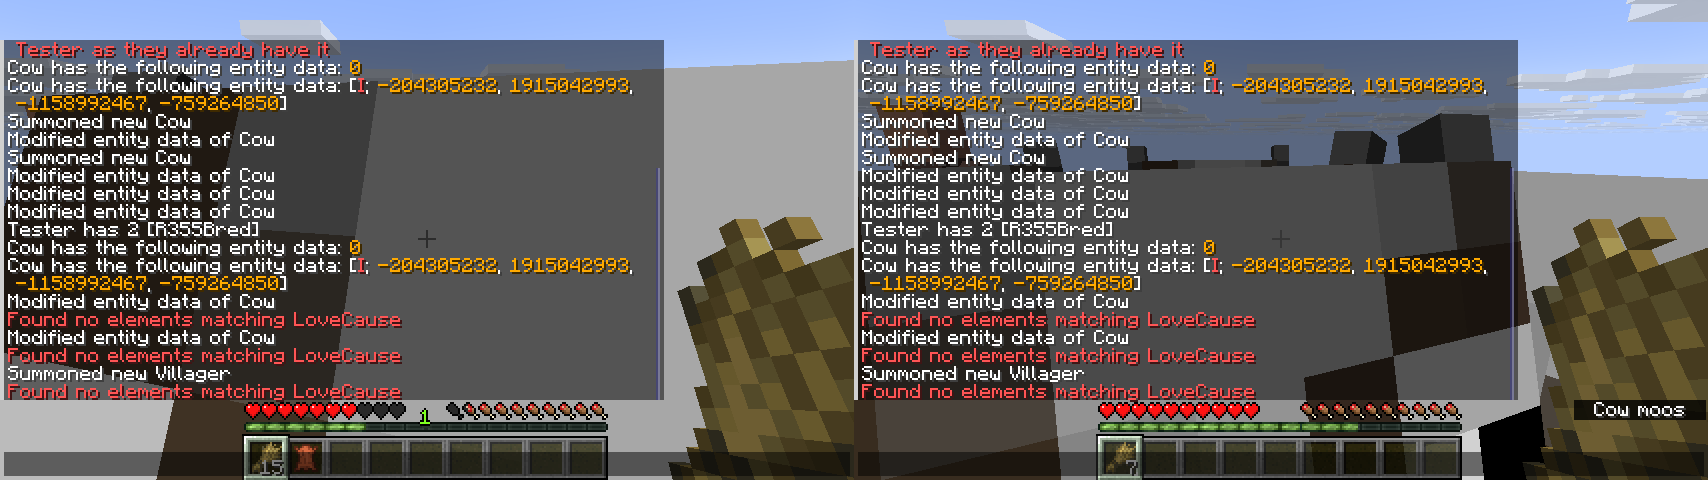 Tester as they already have it
Cow has the following entity data: 0
Cow has the following entity data: [I; -204305232, 1915042993,
-1158992467, -759264850]
Summoned new Cow
Modified entity data of Cow
Summoned new Cow
Modified entity data of Cow
Modified entity data of Cow
Modified entity data of Cow
Tester has 2 [R355Bred]
Cow has the following entity data: 0
Cow has the following entity data: [I; -204305232, 1915042993,
-1158992467, -759264850]
Modified entity data of Cow
Found no elements matching LoveCause
Modified entity data of Cow
Found no elements matching LoveCause
Summoned new Villager
Found no elements matching LoveCause
1
15
Tester as they already have it
Cow has the following entity data: 0
Cow has the following entity data: [I; -204305232, 1915042993,
-1158992467, -759264850]
Summoned new Cow
Modified entity data of Cow
Summoned new Cow
Modified entity data of Cow
Modified entity data of Cow
Modified entity data of Cow
Tester has 2 [R355Bred]
Cow has the following entity data: 0
Cow has the following entity data: [I; -204305232, 1915042993,
-1158992467, -759264850]
Modified entity data of Cow
Found no elements matching LoveCause
Modified entity data of Cow
Found no elements matching LoveCause
Summoned new Villager
Found no elements matching LoveCause
Cow moos
7